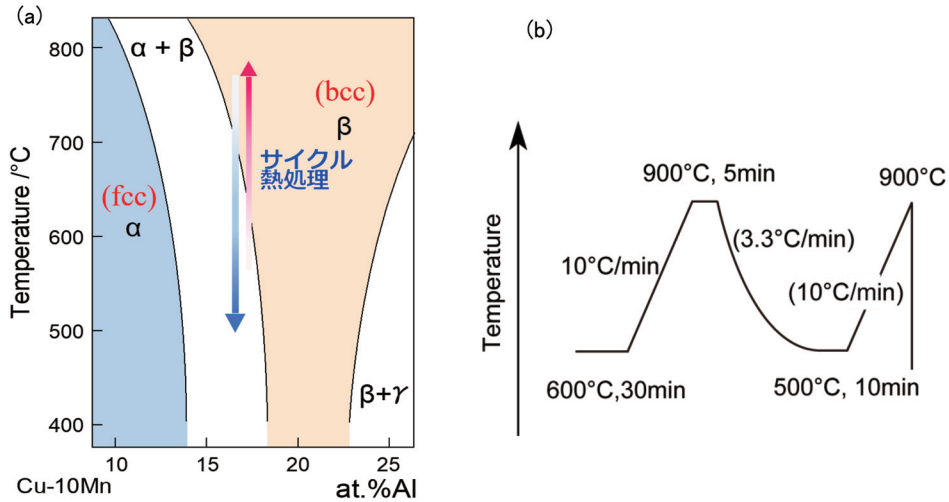 (a)
800
700
600
500
400
Temperature /°C
α + β
(bcc)
β
サイクル
熱処理
(fcc)
α
β+γ
10
15
20
25
Cu-10Mn
at.%Al
(b)
Temperature
900°C, 5min
900°C
10°C/min
(3.3°C/min)
(10°C/min)
600°C,30min
500°C, 10min